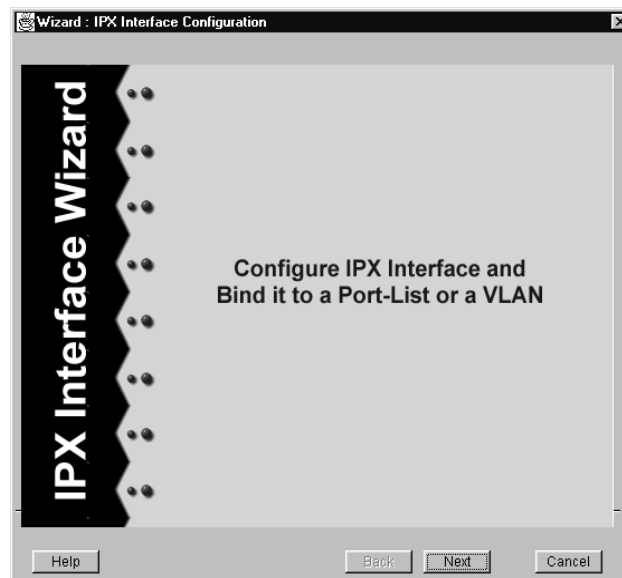 Wizard : IPX Interface Configuration
IPX Interface Wizard
Configure IPX Interface and
Bind it to a Port-List or a VLAN
Help
Back
Next
Cancel